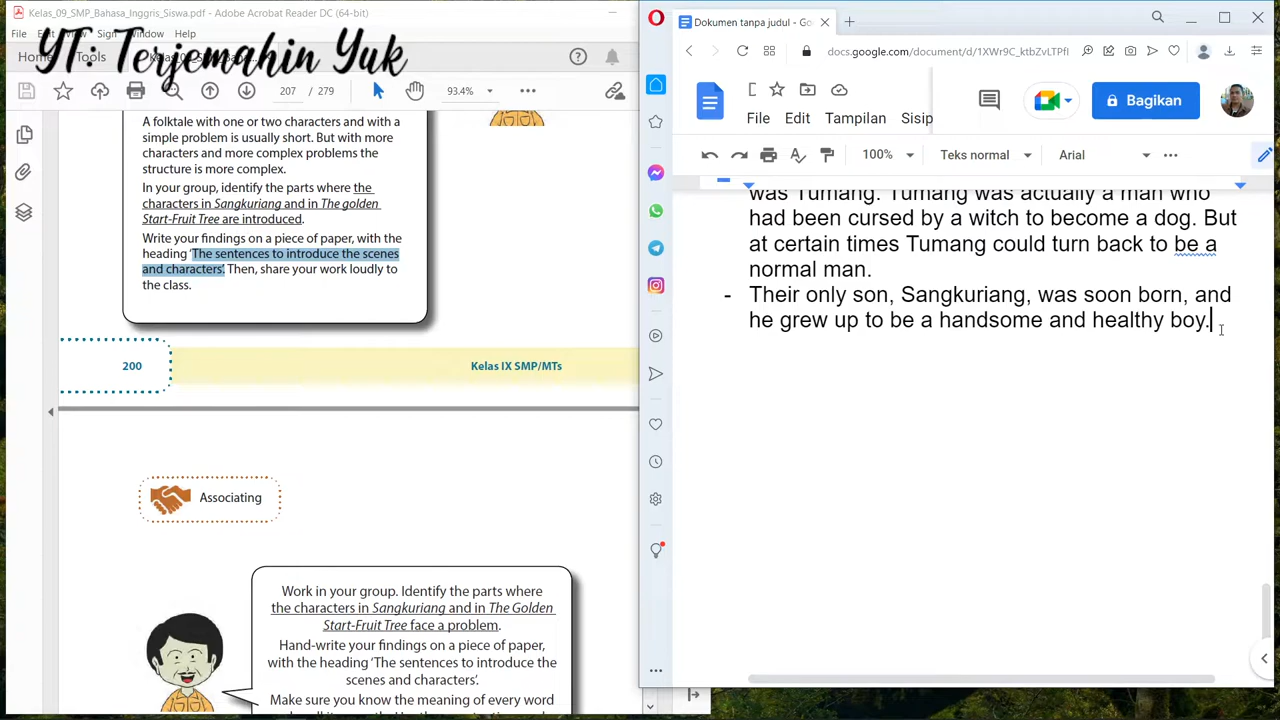 Kelas_09_SMP_Bahasa_Inggris_Siswa.pdf - Adobe Acrobat Reader DC (64-bit)
File
Sign
Window
Help
YT: Terjemahin Yuk
Home
Tools
207 / 279
93.4%
A folktale with one or two characters and with a
simple problem is usually short. But with more
characters and more complex problems the
structure is more complex.
In your group, identify the parts where the
characters in Sangkuriang and in The golden
Start-Fruit Tree are introduced.
Write your findings on a piece of paper, with the
heading ‘The sentences to introduce the scenes
and characters’. Then, share your work loudly to
the class.
200
Kelas IX SMP/MTs
Associating
Work in your group. Identify the parts where
the characters in Sangkuriang and in The Golden
Start-Fruit Tree face a problem.
Hand-write your findings on a piece of paper,
with the heading ‘The sentences to introduce the
scenes and characters’.
Make sure you know the meaning of every word
Dokumen tanpa judul - Go
docs.google.com/document/d/1XWr9C_ktbZvLTPfI
File
Edit
Tampilan
Sisip
Bagikan
100%
Teks normal
Arial
was Tumang. Tumang was actually a man who
had been cursed by a witch to become a dog. But
at certain times Tumang could turn back to be a
normal man.
- Their only son, Sangkuriang, was soon born, and
he grew up to be a handsome and healthy boy.